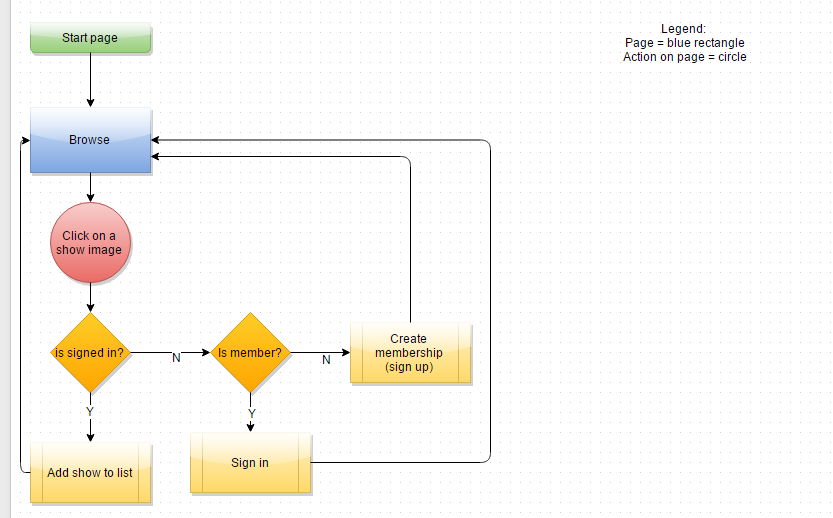 Start page
Legend:
Page = blue rectangle
Action on page = circle
Browse
Click on a
show image
is signed in?
N
Is member?
N
Create
membership
(sign up)
Y
Y
Add show to list
Sign in